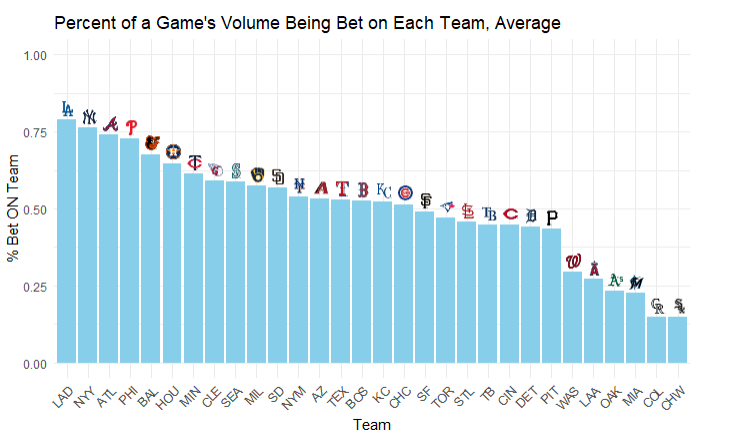 Percent of a Game's Volume Being Bet on Each Team, Average
1.00
0.75
0.50
0.25
0.00
% Bet ON Team
LAD NYY ATL PHI BAL HOU MIN CLE SEA MIL SD NYM AZ TEX BOS KC CHC SF TOR STL TB CIN DET PIT WAS LAA OAK MIA COL CHW
Team